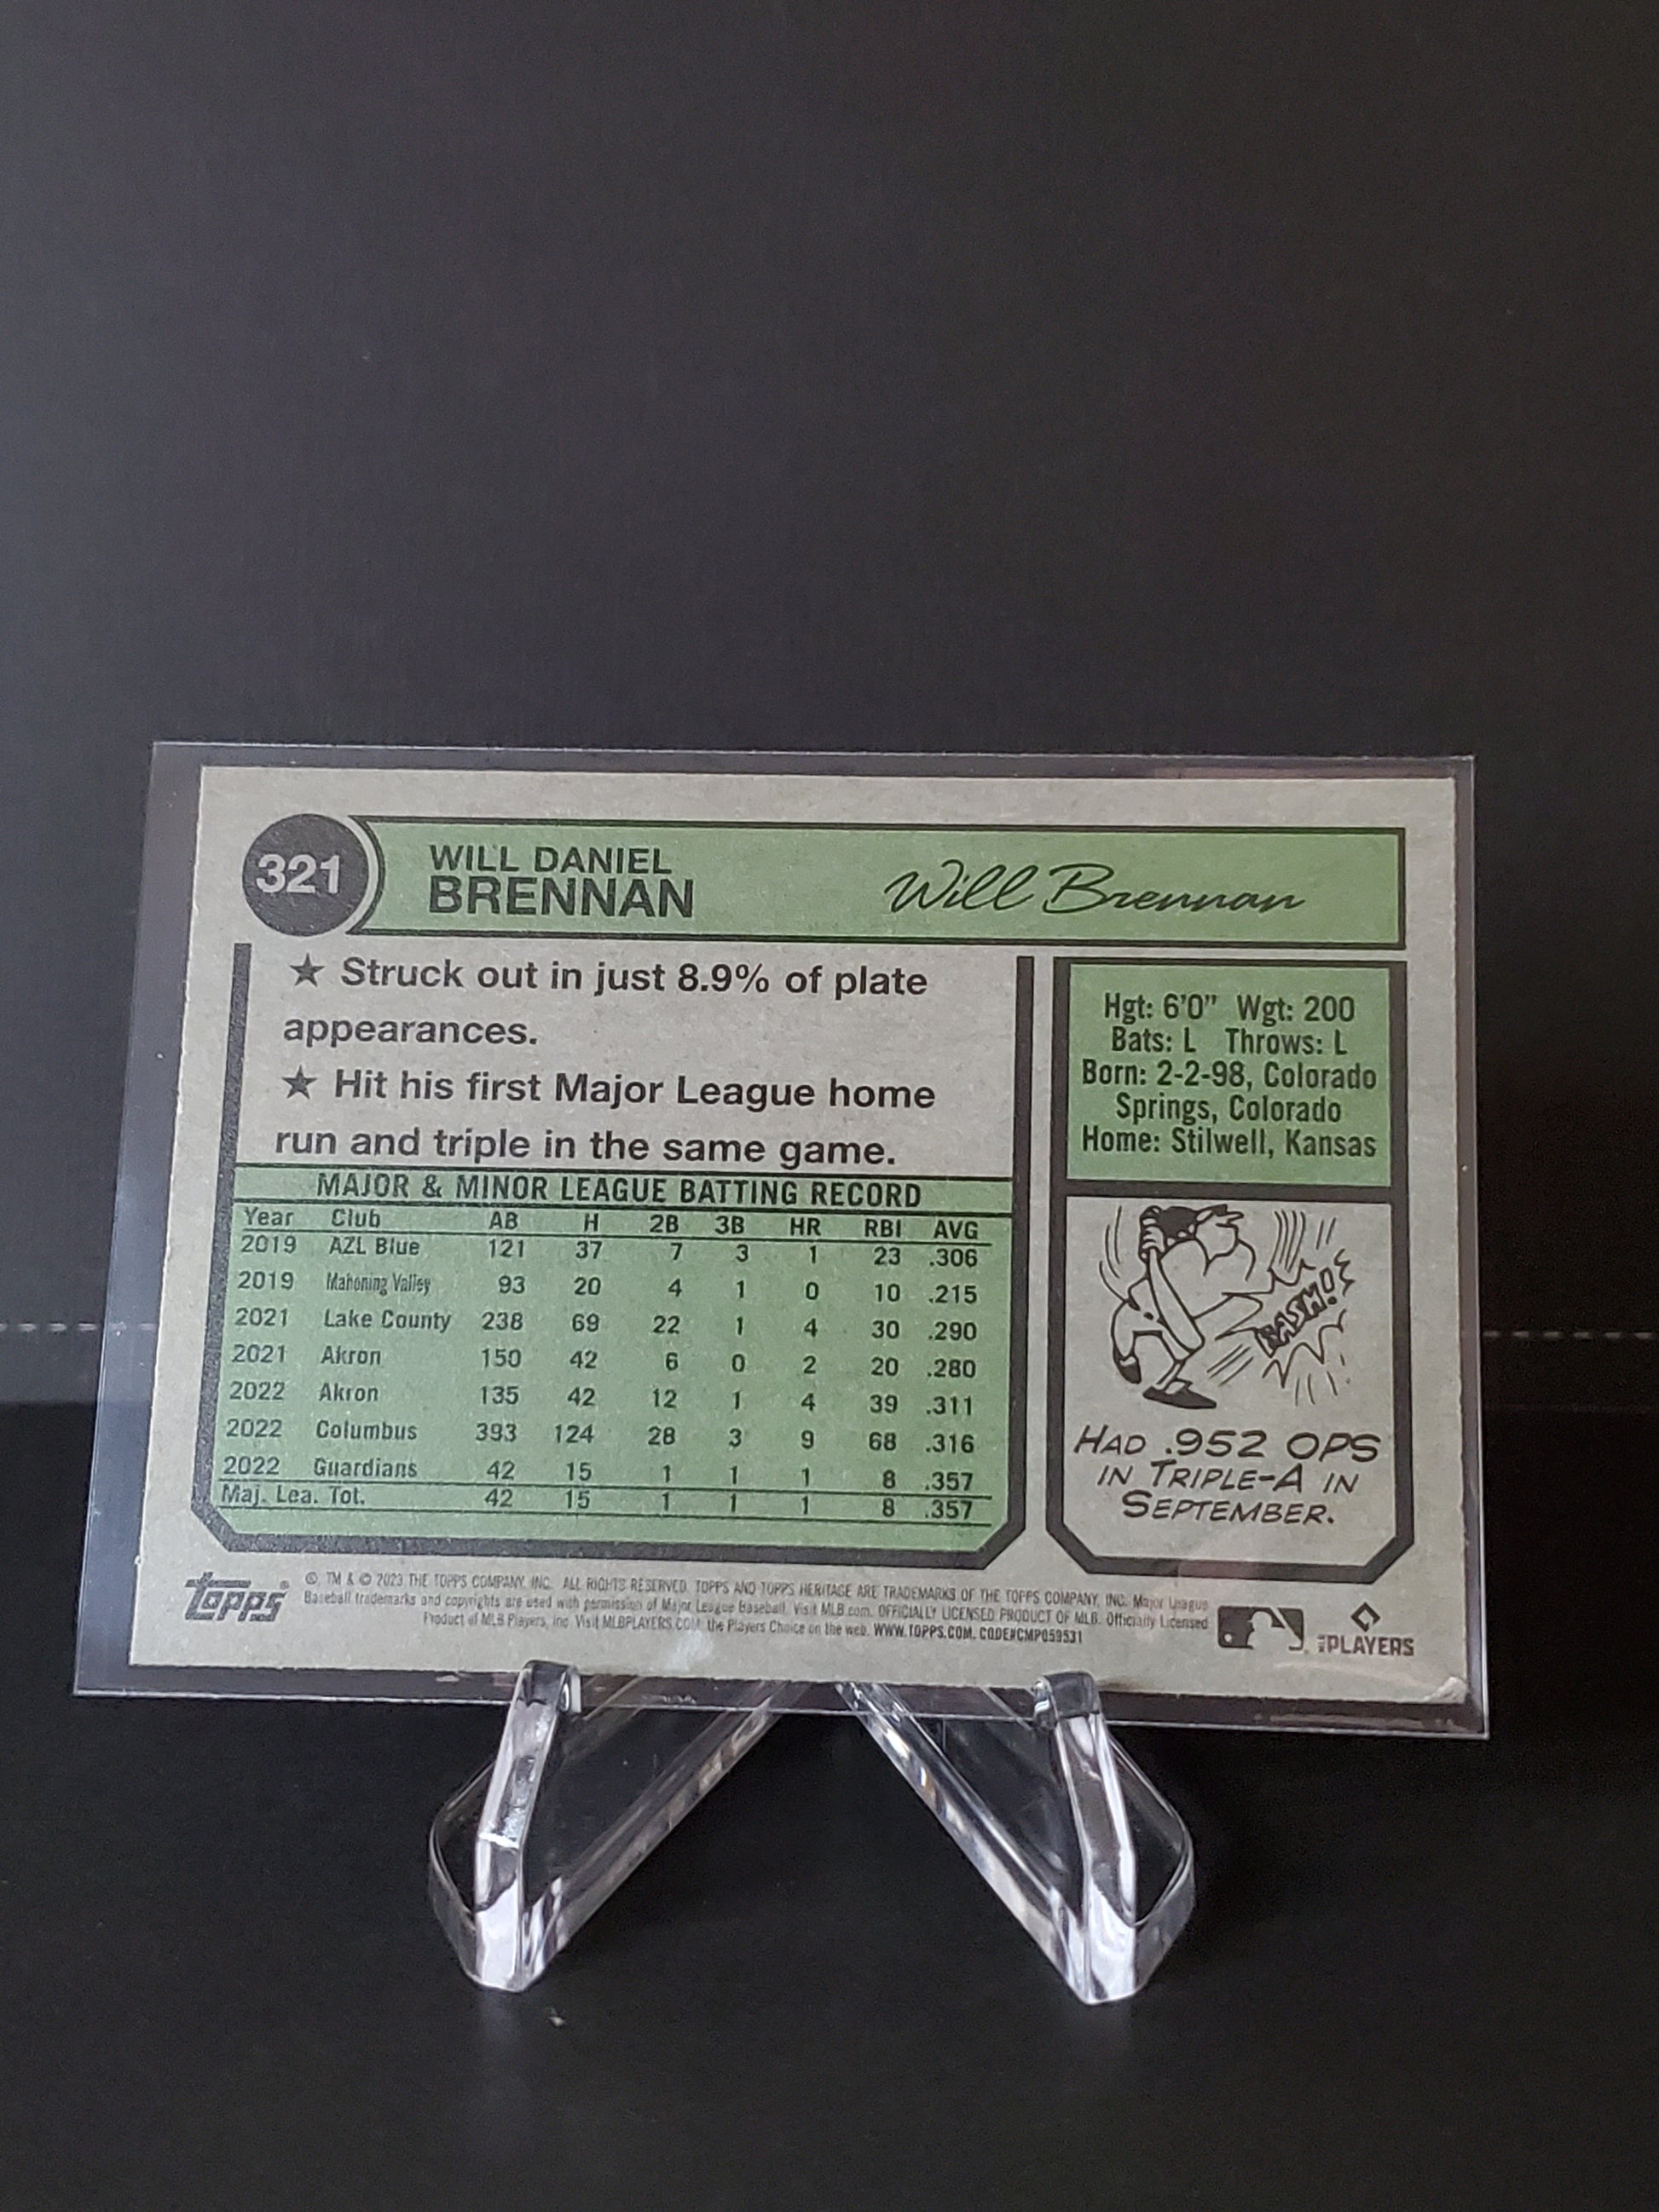 321
WILL DANIEL
BRENNAN
Will Brennan
★ Struck out in just 8.9% of plate
appearances.
★ Hit his first Major League home
run and triple in the same game.
MAJOR & MINOR LEAGUE BATTING RECORD
Year Club AB H 2B 3B HR RBI AVG
2019 AZL Blue 121 37 7 3 1 23 .306
2019 Mahoning Valley 93 20 4 1 0 10 .215
2021 Lake County 238 69 22 1 4 30 .290
2021 Akron 150 42 6 0 2 20 .280
2022 Akron 135 42 12 1 4 39 .311
2022 Columbus 393 124 28 3 9 68 .316
2022 Guardians 42 15 1 1 1 8 .357
Maj. Lea. Tot. 42 15 1 1 1 8 .357
Hgt: 6'0" Wgt: 200
Bats: L Throws: L
Born: 2-2-98, Colorado
Springs, Colorado
Home: Stilwell, Kansas
BASH!
HAD .952 OPS
IN TRIPLE-A IN
SEPTEMBER.
topps
®, TM & © 2023 THE TOPPS COMPANY, INC. ALL RIGHTS RESERVED. TOPPS AND TOPPS HERITAGE ARE TRADEMARKS OF THE TOPPS COMPANY, INC. Major League
Baseball trademarks and copyrights are used with permission of Major League Baseball. Visit MLB.com. OFFICIALLY LICENSED PRODUCT OF MLB. Officially Licensed
Product of MLB Players, Inc. Visit MLBPLAYERS.COM, the Players Choice on the web. WWW.TOPPS.COM. CODE#CMP059531
MLB PLAYERS